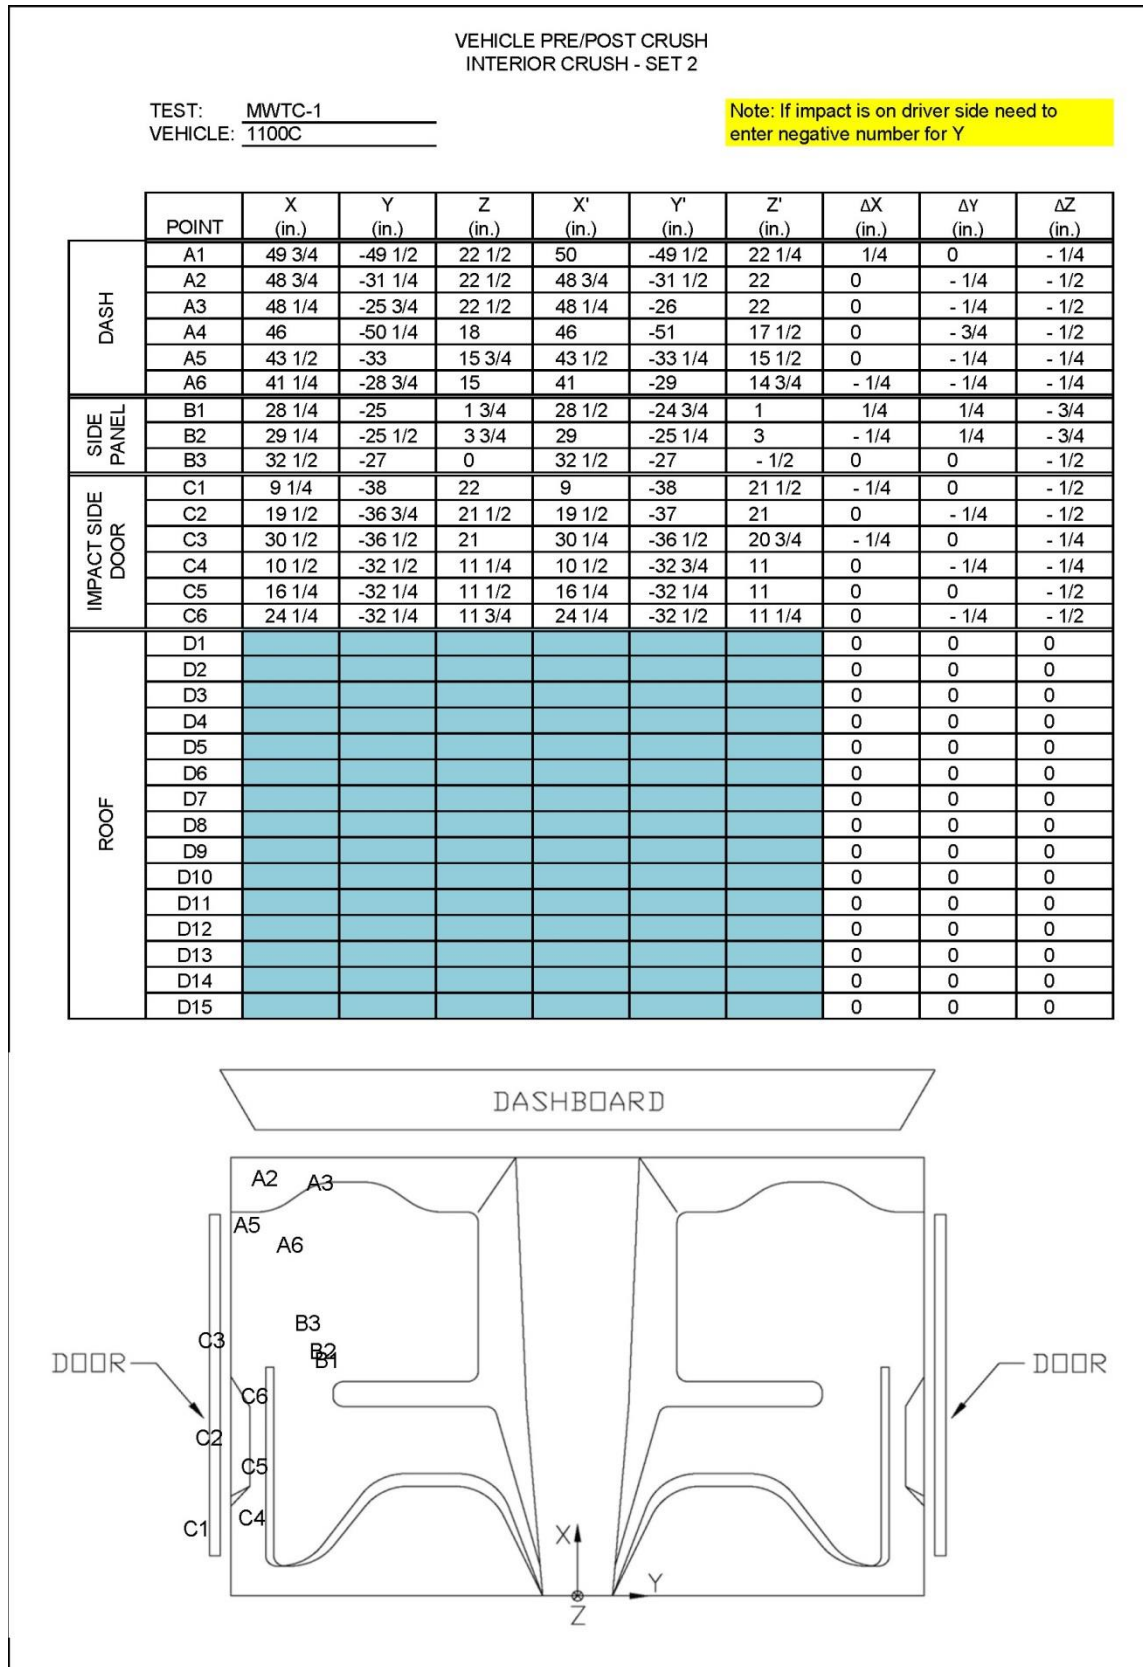 VEHICLE PRE/POST CRUSH
INTERIOR CRUSH - SET 2
TEST: MWTC-1
VEHICLE: 1100C
Note: If impact is on driver side need to
enter negative number for Y
POINT X (in.) Y (in.) Z (in.) X' (in.) Y' (in.) Z' (in.) ΔX (in.) ΔY (in.) ΔZ (in.)
DASH
A1 49 3/4 -49 1/2 22 1/2 50 -49 1/2 22 1/4 1/4 0 - 1/4
A2 48 3/4 -31 1/4 22 1/2 48 3/4 -31 1/2 22 0 - 1/4 - 1/2
A3 48 1/4 -25 3/4 22 1/2 48 1/4 -26 22 0 - 1/4 - 1/2
A4 46 -50 1/4 18 46 -51 17 1/2 0 - 3/4 - 1/2
A5 43 1/2 -33 15 3/4 43 1/2 -33 1/4 15 1/2 0 - 1/4 - 1/4
A6 41 1/4 -28 3/4 15 41 -29 14 3/4 - 1/4 - 1/4 - 1/4
SIDE PANEL
B1 28 1/4 -25 1 3/4 28 1/2 -24 3/4 1 1/4 1/4 - 3/4
B2 29 1/4 -25 1/2 3 3/4 29 -25 1/4 3 - 1/4 1/4 - 3/4
B3 32 1/2 -27 0 32 1/2 -27 - 1/2 0 0 - 1/2
IMPACT SIDE DOOR
C1 9 1/4 -38 22 9 -38 21 1/2 - 1/4 0 - 1/2
C2 19 1/2 -36 3/4 21 1/2 19 1/2 -37 21 0 - 1/4 - 1/2
C3 30 1/2 -36 1/2 21 30 1/4 -36 1/2 20 3/4 - 1/4 0 - 1/4
C4 10 1/2 -32 1/2 11 1/4 10 1/2 -32 3/4 11 0 - 1/4 - 1/4
C5 16 1/4 -32 1/4 11 1/2 16 1/4 -32 1/4 11 0 0 - 1/2
C6 24 1/4 -32 1/4 11 3/4 24 1/4 -32 1/2 11 1/4 0 - 1/4 - 1/2
ROOF
D1 0 0 0
D2 0 0 0
D3 0 0 0
D4 0 0 0
D5 0 0 0
D6 0 0 0
D7 0 0 0
D8 0 0 0
D9 0 0 0
D10 0 0 0
D11 0 0 0
D12 0 0 0
D13 0 0 0
D14 0 0 0
D15 0 0 0
DASHBOARD
A2 A3
A5
A6
B3
C3
B2
B1
DOOR DOOR
C6
C2
C5
C4
C1
X
Y
Z